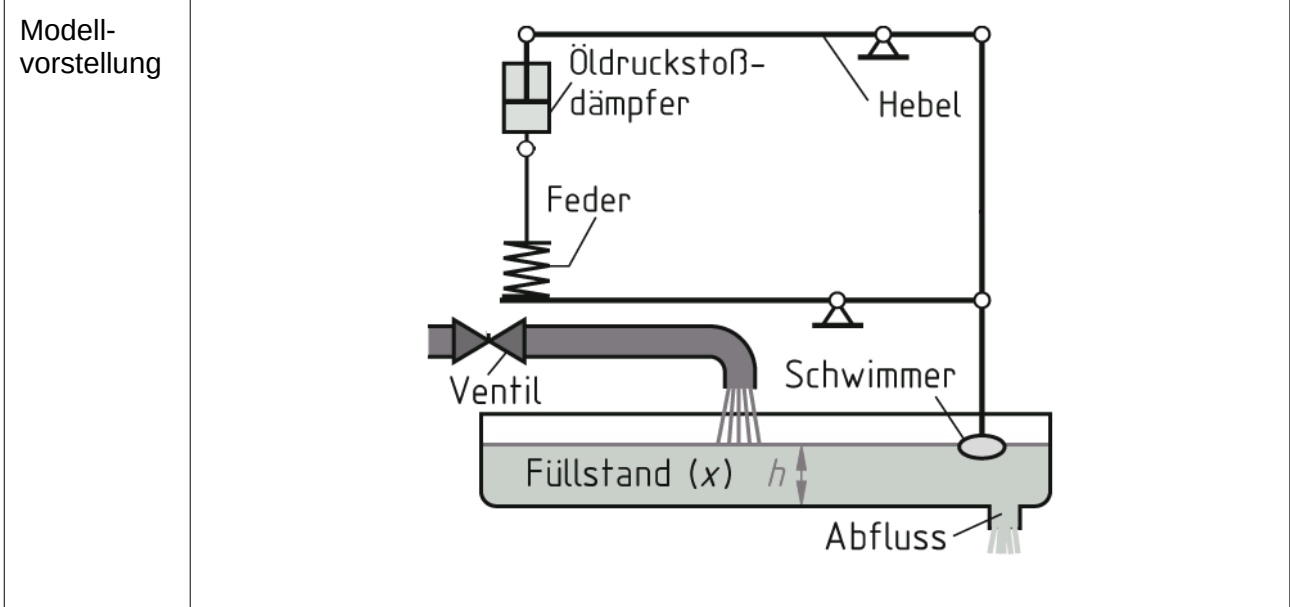 Modell-
vorstellung
Öldruckstoß-
dämpfer
Hebel
Feder
Ventil
Schwimmer
Füllstand (x) h
Abfluss